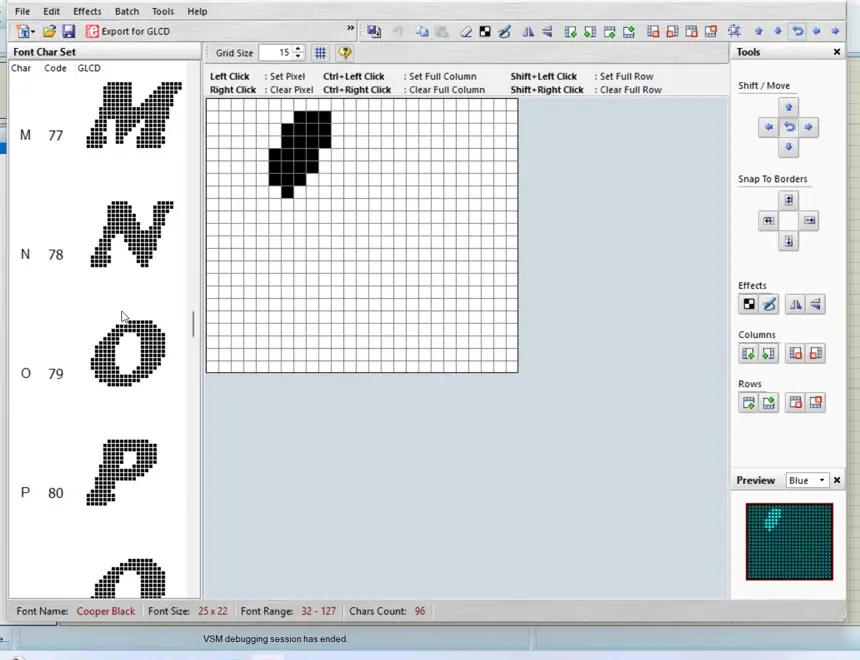 File Edit Effects Batch Tools Help
Export for GLCD »
Font Char Set
Grid Size 15
Tools
Char Code GLCD
Left Click : Set Pixel Ctrl+Left Click : Set Full Column Shift+Left Click : Set Full Row
Right Click : Clear Pixel Ctrl+Right Click : Clear Full Column Shift+Right Click : Clear Full Row
Shift / Move
M 77 M
Snap To Borders
N 78 N
Effects
Columns
O 79 O
Rows
P 80 P
Preview Blue
Font Name: Cooper Black Font Size: 25 x 22 Font Range: 32 - 127 Chars Count: 96
e... VSM debugging session has ended.